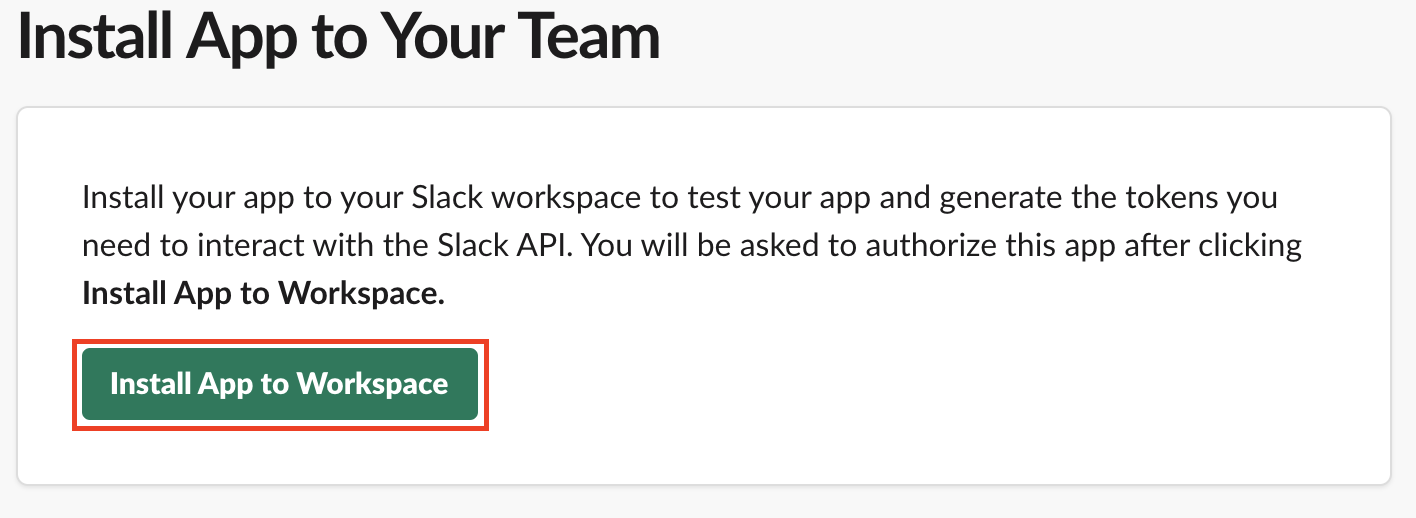 Install App to Your Team
Install your app to your Slack workspace to test your app and generate the tokens you
need to interact with the Slack API. You will be asked to authorize this app after clicking
Install App to Workspace.
Install App to Workspace